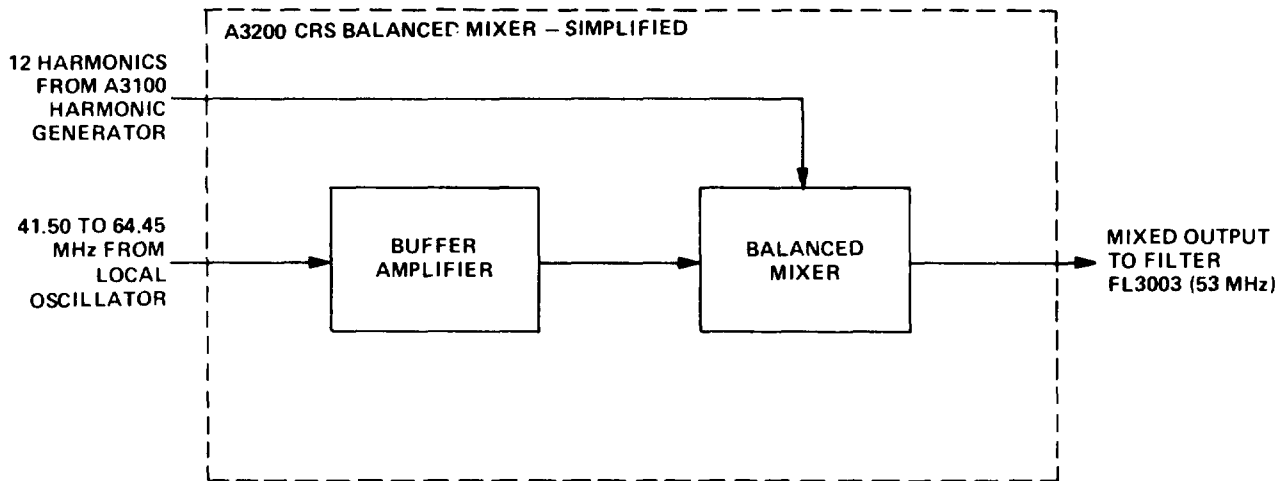 A3200 CRS BALANCED MIXER – SIMPLIFIED
12 HARMONICS
FROM A3100
HARMONIC
GENERATOR
41.50 TO 64.45
MHz FROM
LOCAL
OSCILLATOR
BUFFER
AMPLIFIER
BALANCED
MIXER
MIXED OUTPUT
TO FILTER
FL3003 (53 MHz)